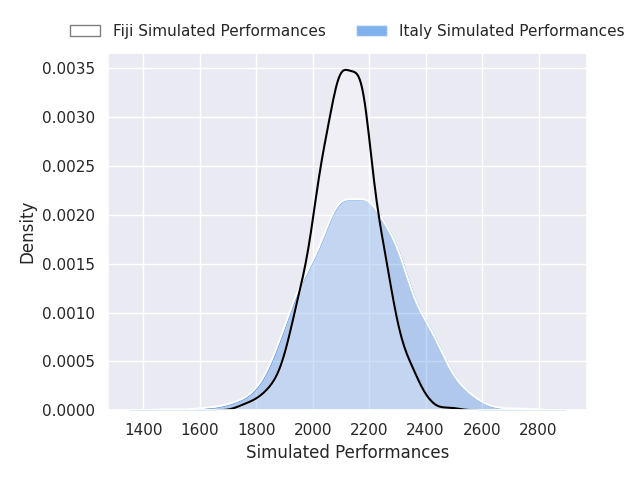 Fiji Simulated Performances
Italy Simulated Performances
0.0035
0.0030
0.0025
0.0020
0.0015
0.0010
0.0005
0.0000
Density
1400 1600 1800 2000 2200 2400 2600 2800
Simulated Performances